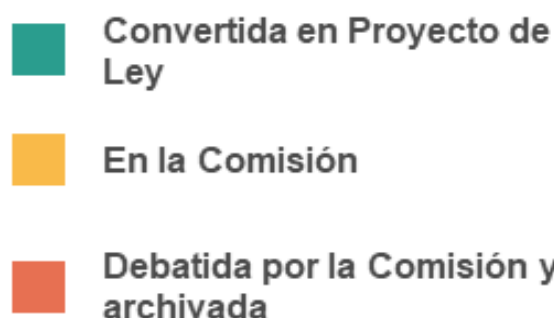 Convertida en Proyecto de
Ley
En la Comisión
Debatida por la Comisión y
archivada